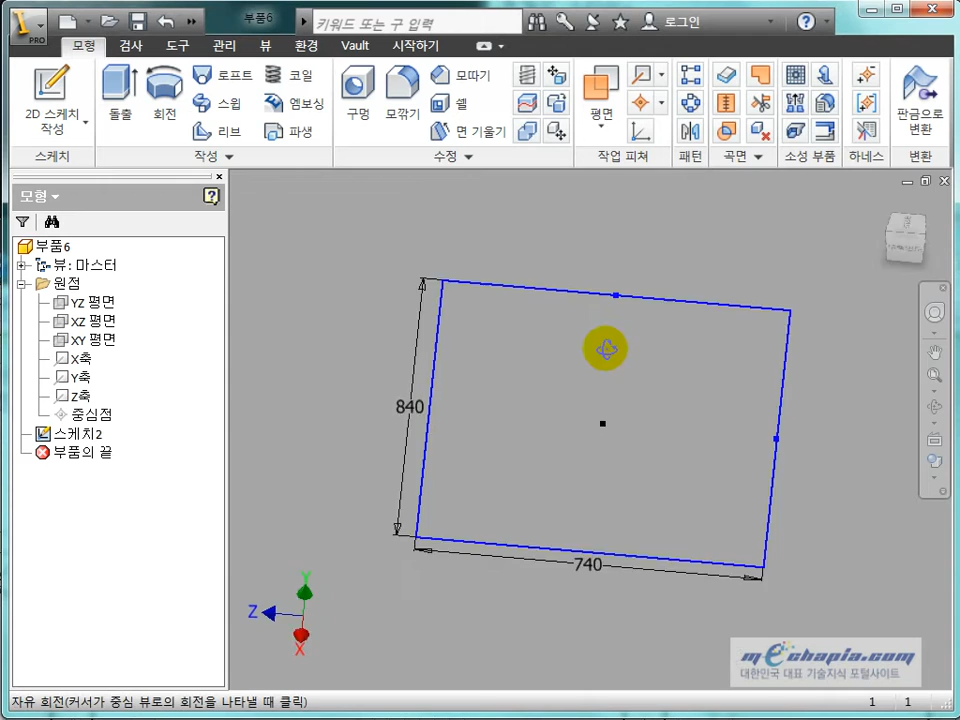 PRO
부품6
키워드 또는 구 입력
로그인
모형 검사 도구 관리 뷰 환경 Vault 시작하기
2D 스케치 작성
돌출
회전
로프트
스윕
리브
코일
엠보싱
파생
구멍
모깎기
모따기
셸
면 기울기
평면
판금으로 변환
스케치 작성 수정 작업 피쳐 패턴 곡면 소성 부품 하네스 변환
모형
부품6
뷰: 마스터
원점
YZ 평면
XZ 평면
XY 평면
X축
Y축
Z축
중심점
스케치2
부품의 끝
840
740
Y
Z
X
mechapia.com
대한민국 대표 기술지식 포털사이트
자유 회전(커서가 중심 뷰로의 회전을 나타낼 때 클릭)
1 1